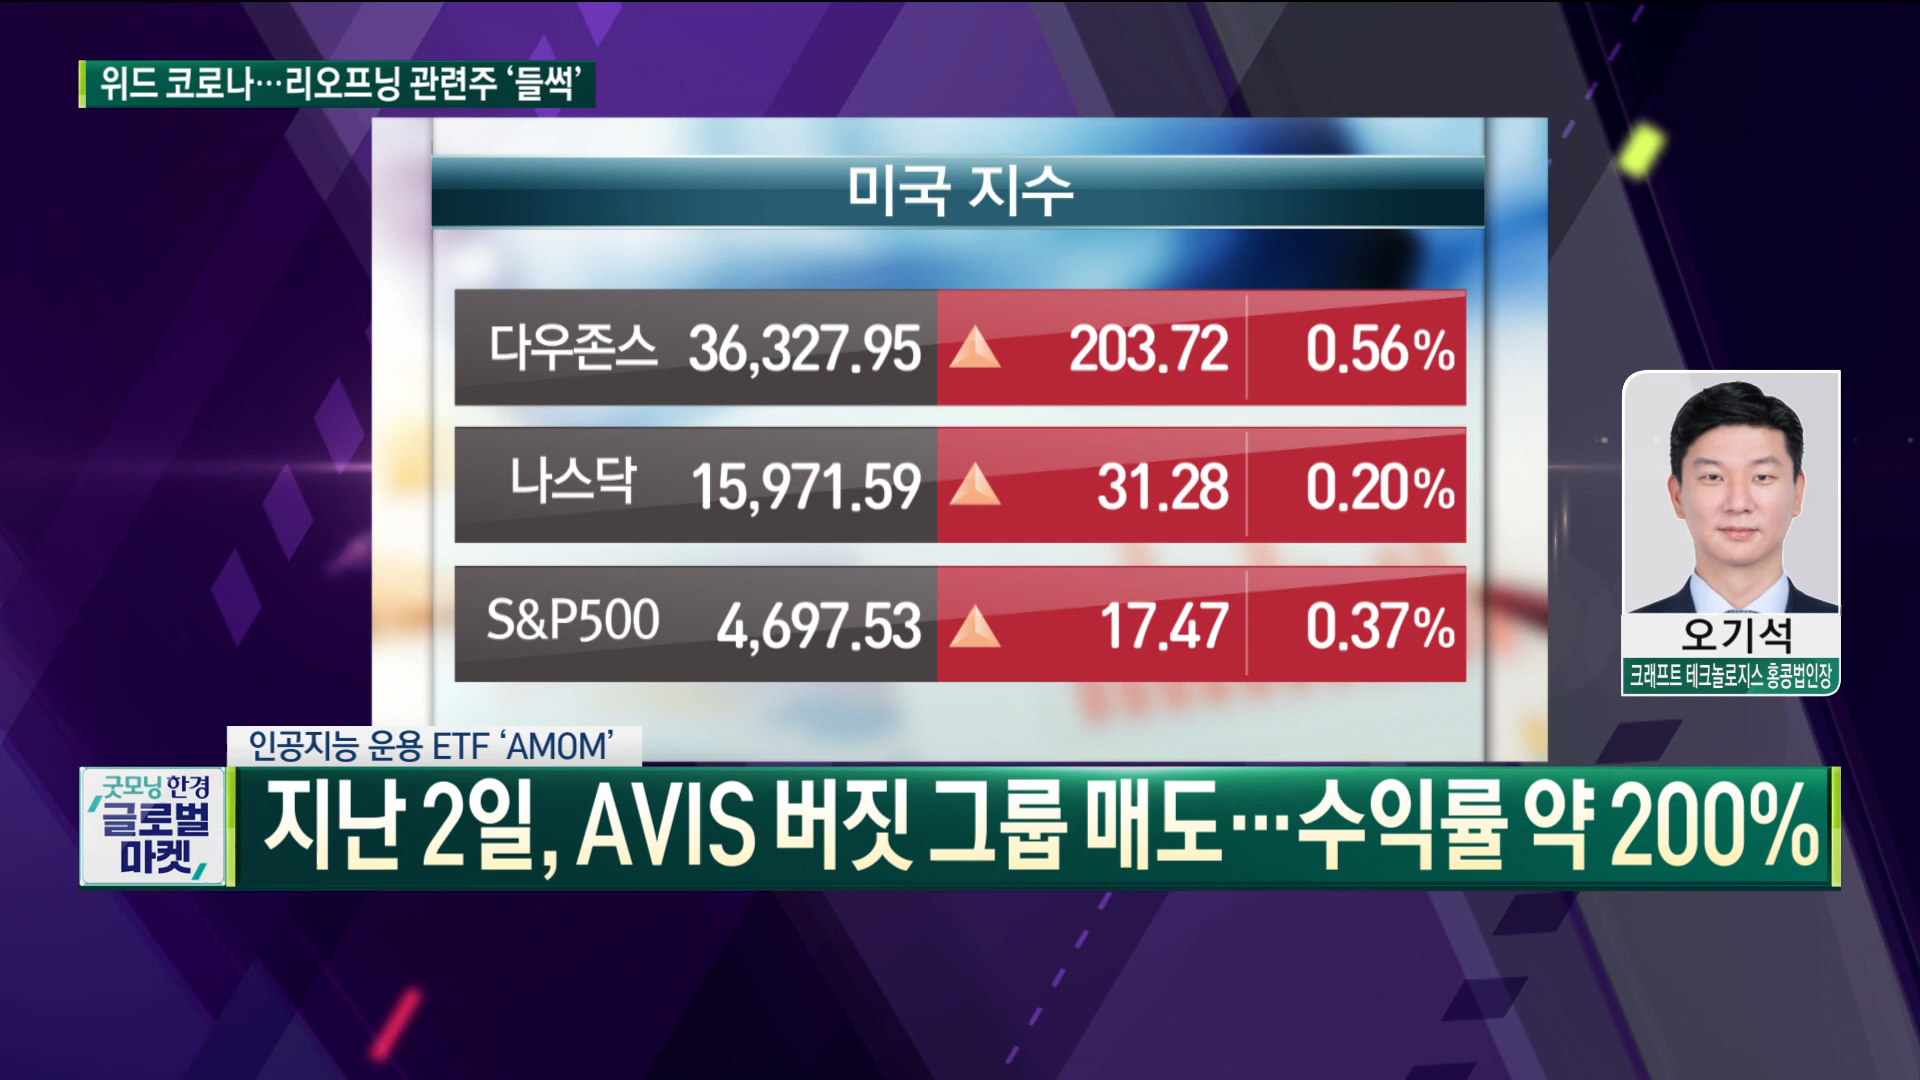 위드 코로나…리오프닝 관련주 ‘들썩’
미국 지수
다우존스 36,327.95 ▲ 203.72 0.56%
나스닥 15,971.59 ▲ 31.28 0.20%
S&P500 4,697.53 ▲ 17.47 0.37%
오기석
크래프트 테크놀로지스 홍콩법인장
인공지능 운용 ETF ‘AMOM’
굿모닝 한경
글로벌
마켓
지난 2일, AVIS 버짓 그룹 매도…수익률 약 200%